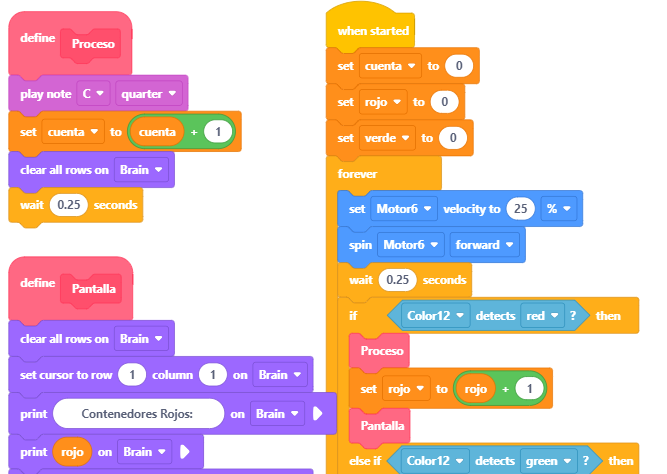 define Proceso
play note C quarter
set cuenta to cuenta + 1
clear all rows on Brain
wait 0.25 seconds
define Pantalla
clear all rows on Brain
set cursor to row 1 column 1 on Brain
print Contenedores Rojos: on Brain
print rojo on Brain
when started
set cuenta to 0
set rojo to 0
set verde to 0
forever
set Motor6 velocity to 25 %
spin Motor6 forward
wait 0.25 seconds
if Color12 detects red ? then
Proceso
set rojo to rojo + 1
Pantalla
else if Color12 detects green ? then